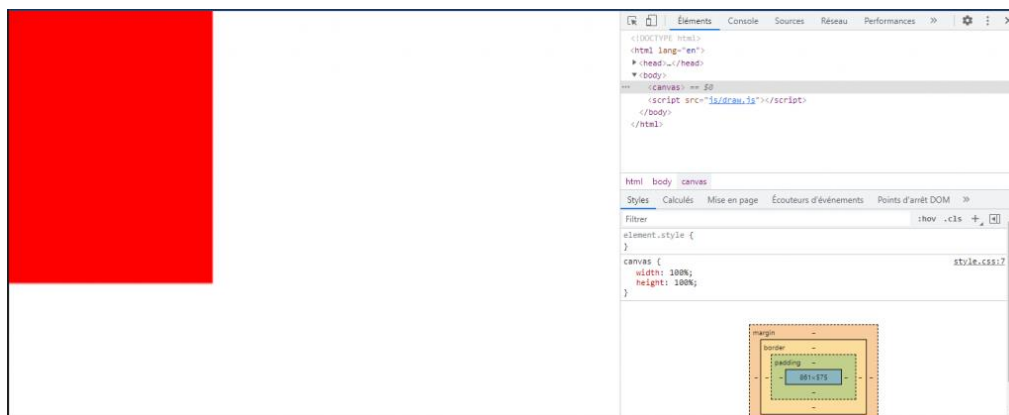 Éléments Console Sources Réseau Performances »
<!DOCTYPE html>
<html lang="en">
<head>…</head>
<body>
<canvas> == $0
<script src="js/draw.js"></script>
</body>
</html>
html body canvas
Styles Calculés Mise en page Écouteurs d'événements Points d'arrêt DOM »
Filtrer :hov .cls +
element.style {
}
canvas { style.css:7
width: 100%;
height: 100%;
}
margin -
border -
padding -
- - - 861×575 - - -
-
-